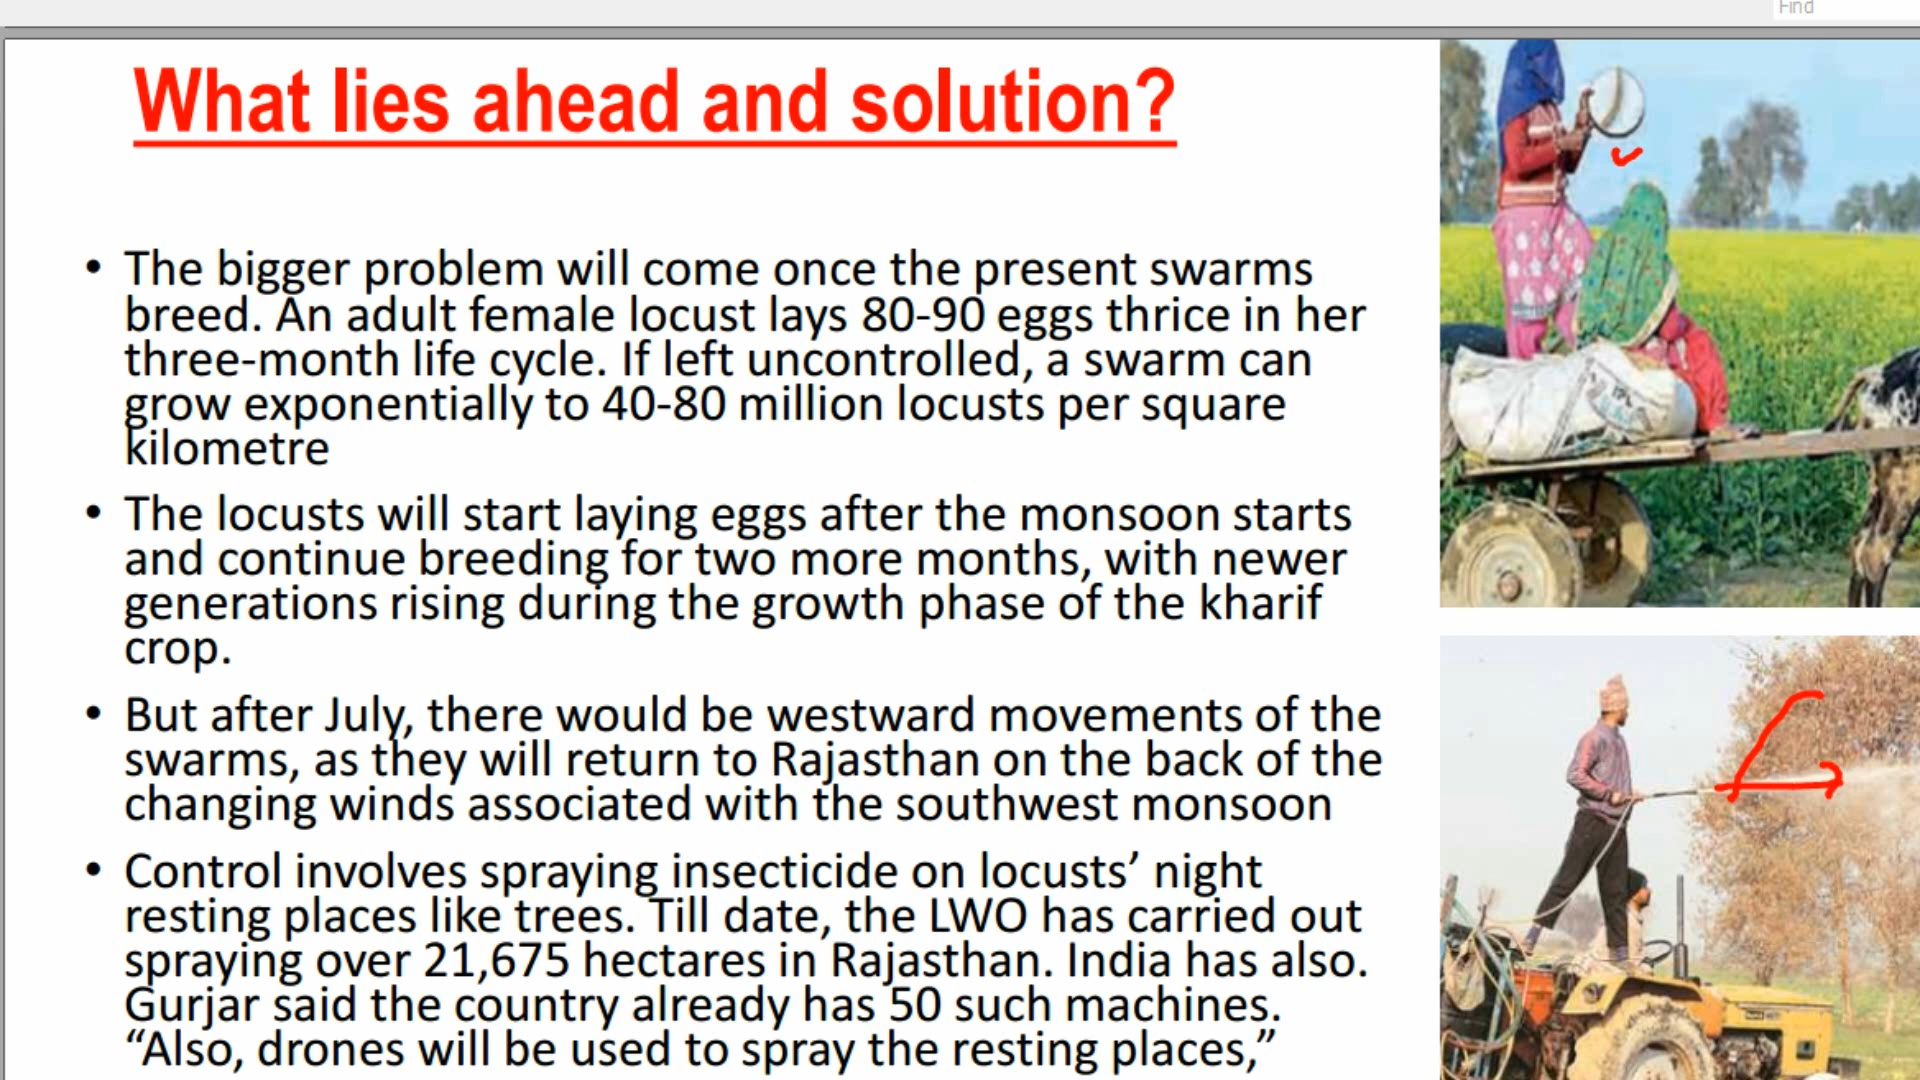 Find
What lies ahead and solution?
• The bigger problem will come once the present swarms
breed. An adult female locust lays 80-90 eggs thrice in her
three-month life cycle. If left uncontrolled, a swarm can
grow exponentially to 40-80 million locusts per square
kilometre
• The locusts will start laying eggs after the monsoon starts
and continue breeding for two more months, with newer
generations rising during the growth phase of the kharif
crop.
• But after July, there would be westward movements of the
swarms, as they will return to Rajasthan on the back of the
changing winds associated with the southwest monsoon
• Control involves spraying insecticide on locusts’ night
resting places like trees. Till date, the LWO has carried out
spraying over 21,675 hectares in Rajasthan. India has also.
Gurjar said the country already has 50 such machines.
“Also, drones will be used to spray the resting places,”